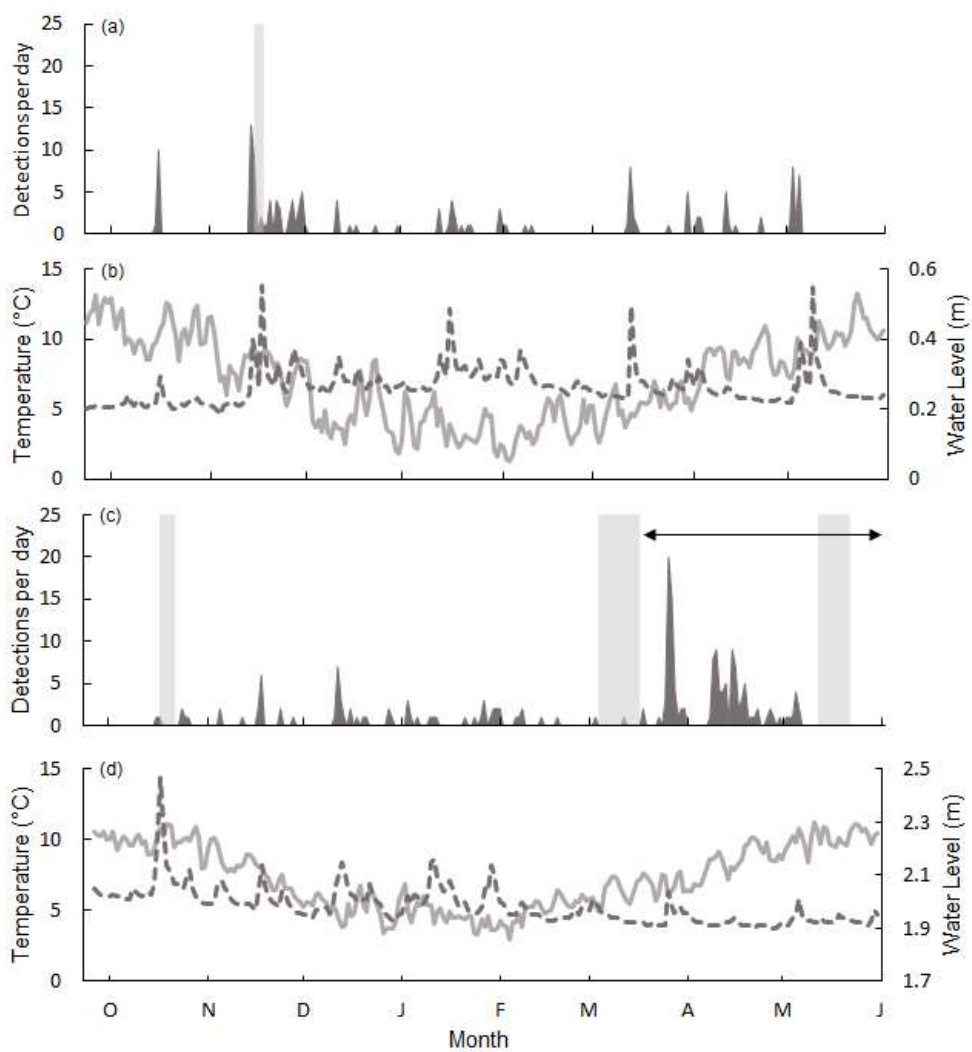 (a)
Detections per day
25
20
15
10
5
0
(b)
Temperature (°C)
15
10
5
0
Water Level (m)
0.6
0.4
0.2
0
(c)
Detections per day
25
20
15
10
5
0
(d)
Temperature (°C)
15
10
5
0
Water Level (m)
2.5
2.3
2.1
1.9
1.7
O N D J F M A M J
Month